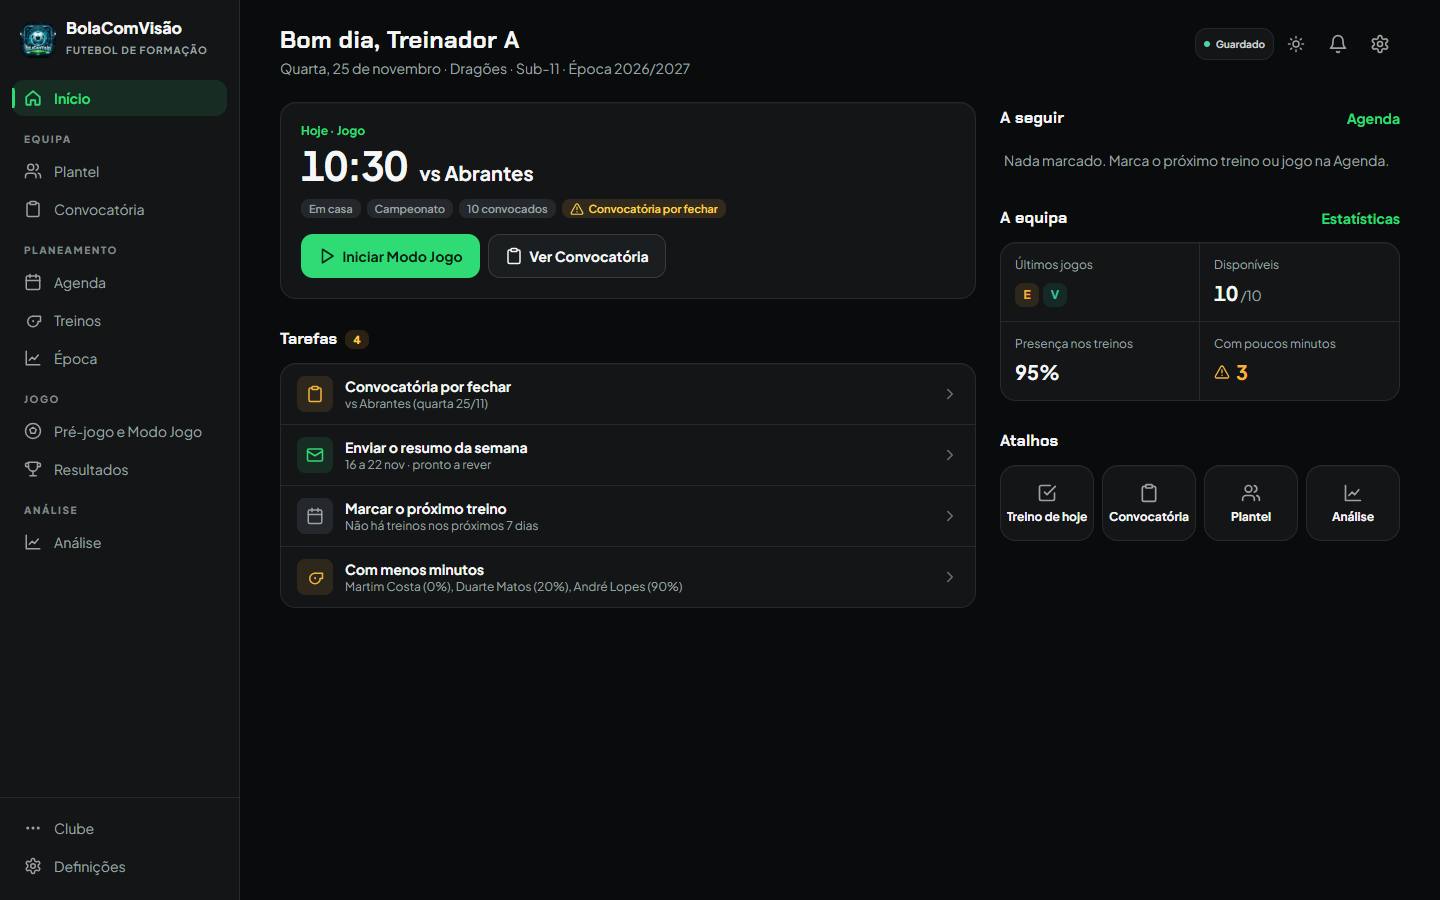 BolaComVisão
FUTEBOL DE FORMAÇÃO
Início
EQUIPA
Plantel
Convocatória
PLANEAMENTO
Agenda
Treinos
Época
JOGO
Pré-jogo e Modo Jogo
Resultados
ANÁLISE
Análise
Clube
Definições
Bom dia, Treinador A
Quarta, 25 de novembro · Dragões · Sub-11 · Época 2026/2027
Guardado
Hoje · Jogo
10:30 vs Abrantes
Em casa Campeonato 10 convocados Convocatória por fechar
Iniciar Modo Jogo Ver Convocatória
Tarefas 4
Convocatória por fechar
vs Abrantes (quarta 25/11)
Enviar o resumo da semana
16 a 22 nov · pronto a rever
Marcar o próximo treino
Não há treinos nos próximos 7 dias
Com menos minutos
Martim Costa (0%), Duarte Matos (20%), André Lopes (90%)
A seguir Agenda
Nada marcado. Marca o próximo treino ou jogo na Agenda.
A equipa Estatísticas
Últimos jogos Disponíveis
E V 10 /10
Presença nos treinos Com poucos minutos
95% 3
Atalhos
Treino de hoje Convocatória Plantel Análise